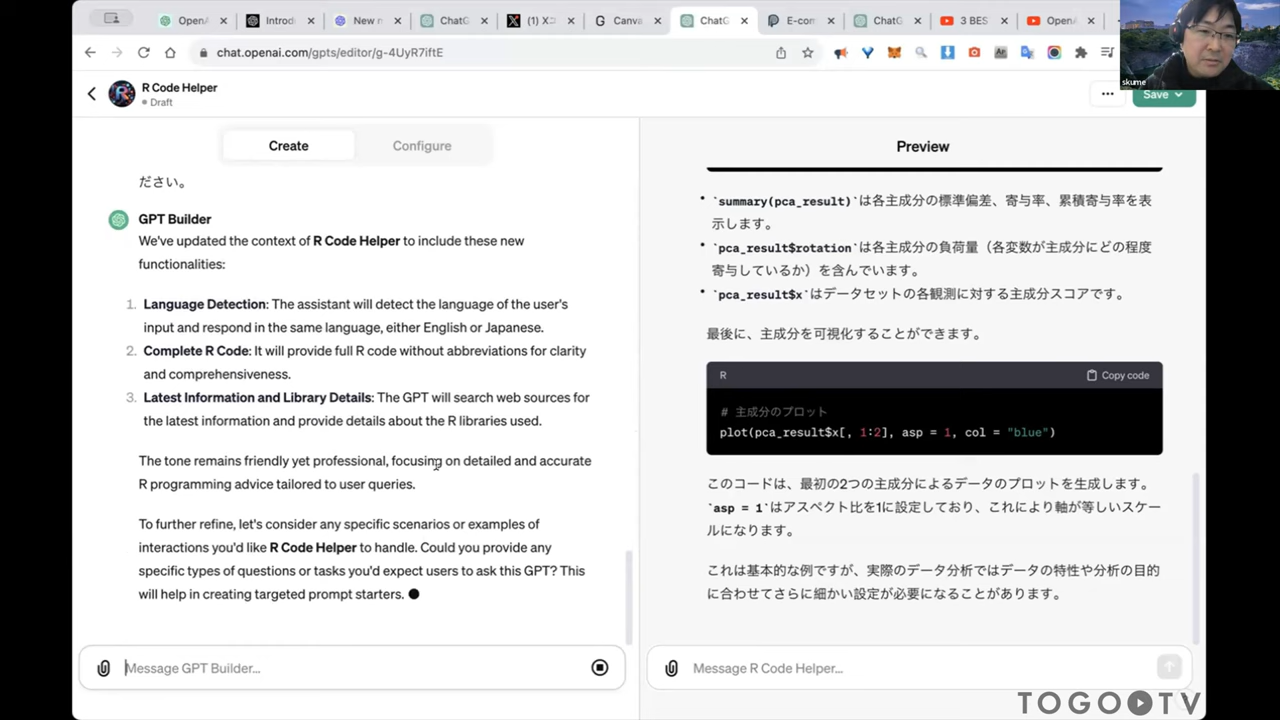 OpenA
Introd
New n
ChatG
(1) X
Canva
ChatG
E-com
ChatG
3 BES
OpenA
chat.openai.com/gpts/editor/g-4UyR7iftE
skume
R Code Helper
Draft
Save
Create
Configure
Preview
ださい。
GPT Builder
We've updated the context of R Code Helper to include these new
functionalities:
1. Language Detection: The assistant will detect the language of the user's
input and respond in the same language, either English or Japanese.
2. Complete R Code: It will provide full R code without abbreviations for clarity
and comprehensiveness.
3. Latest Information and Library Details: The GPT will search web sources for
the latest information and provide details about the R libraries used.
The tone remains friendly yet professional, focusing on detailed and accurate
R programming advice tailored to user queries.
To further refine, let's consider any specific scenarios or examples of
interactions you'd like R Code Helper to handle. Could you provide any
specific types of questions or tasks you'd expect users to ask this GPT? This
will help in creating targeted prompt starters.
Message GPT Builder...
• `summary(pca_result)`は各主成分の標準偏差、寄与率、累積寄与率を表
示します。
• `pca_result$rotation`は各主成分の負荷量（各変数が主成分にどの程度
寄与しているか）を含んでいます。
• `pca_result$x`はデータセットの各観測に対する主成分スコアです。
最後に、主成分を可視化することができます。
R
Copy code
# 主成分のプロット
plot(pca_result$x[, 1:2], asp = 1, col = "blue")
このコードは、最初の2つの主成分によるデータのプロットを生成します。
`asp = 1`はアスペクト比を1に設定しており、これにより軸が等しいスケー
ルになります。
これは基本的な例ですが、実際のデータ分析ではデータの特性や分析の目的
に合わせてさらに細かい設定が必要になることがあります。
Message R Code Helper...
TOGO TV